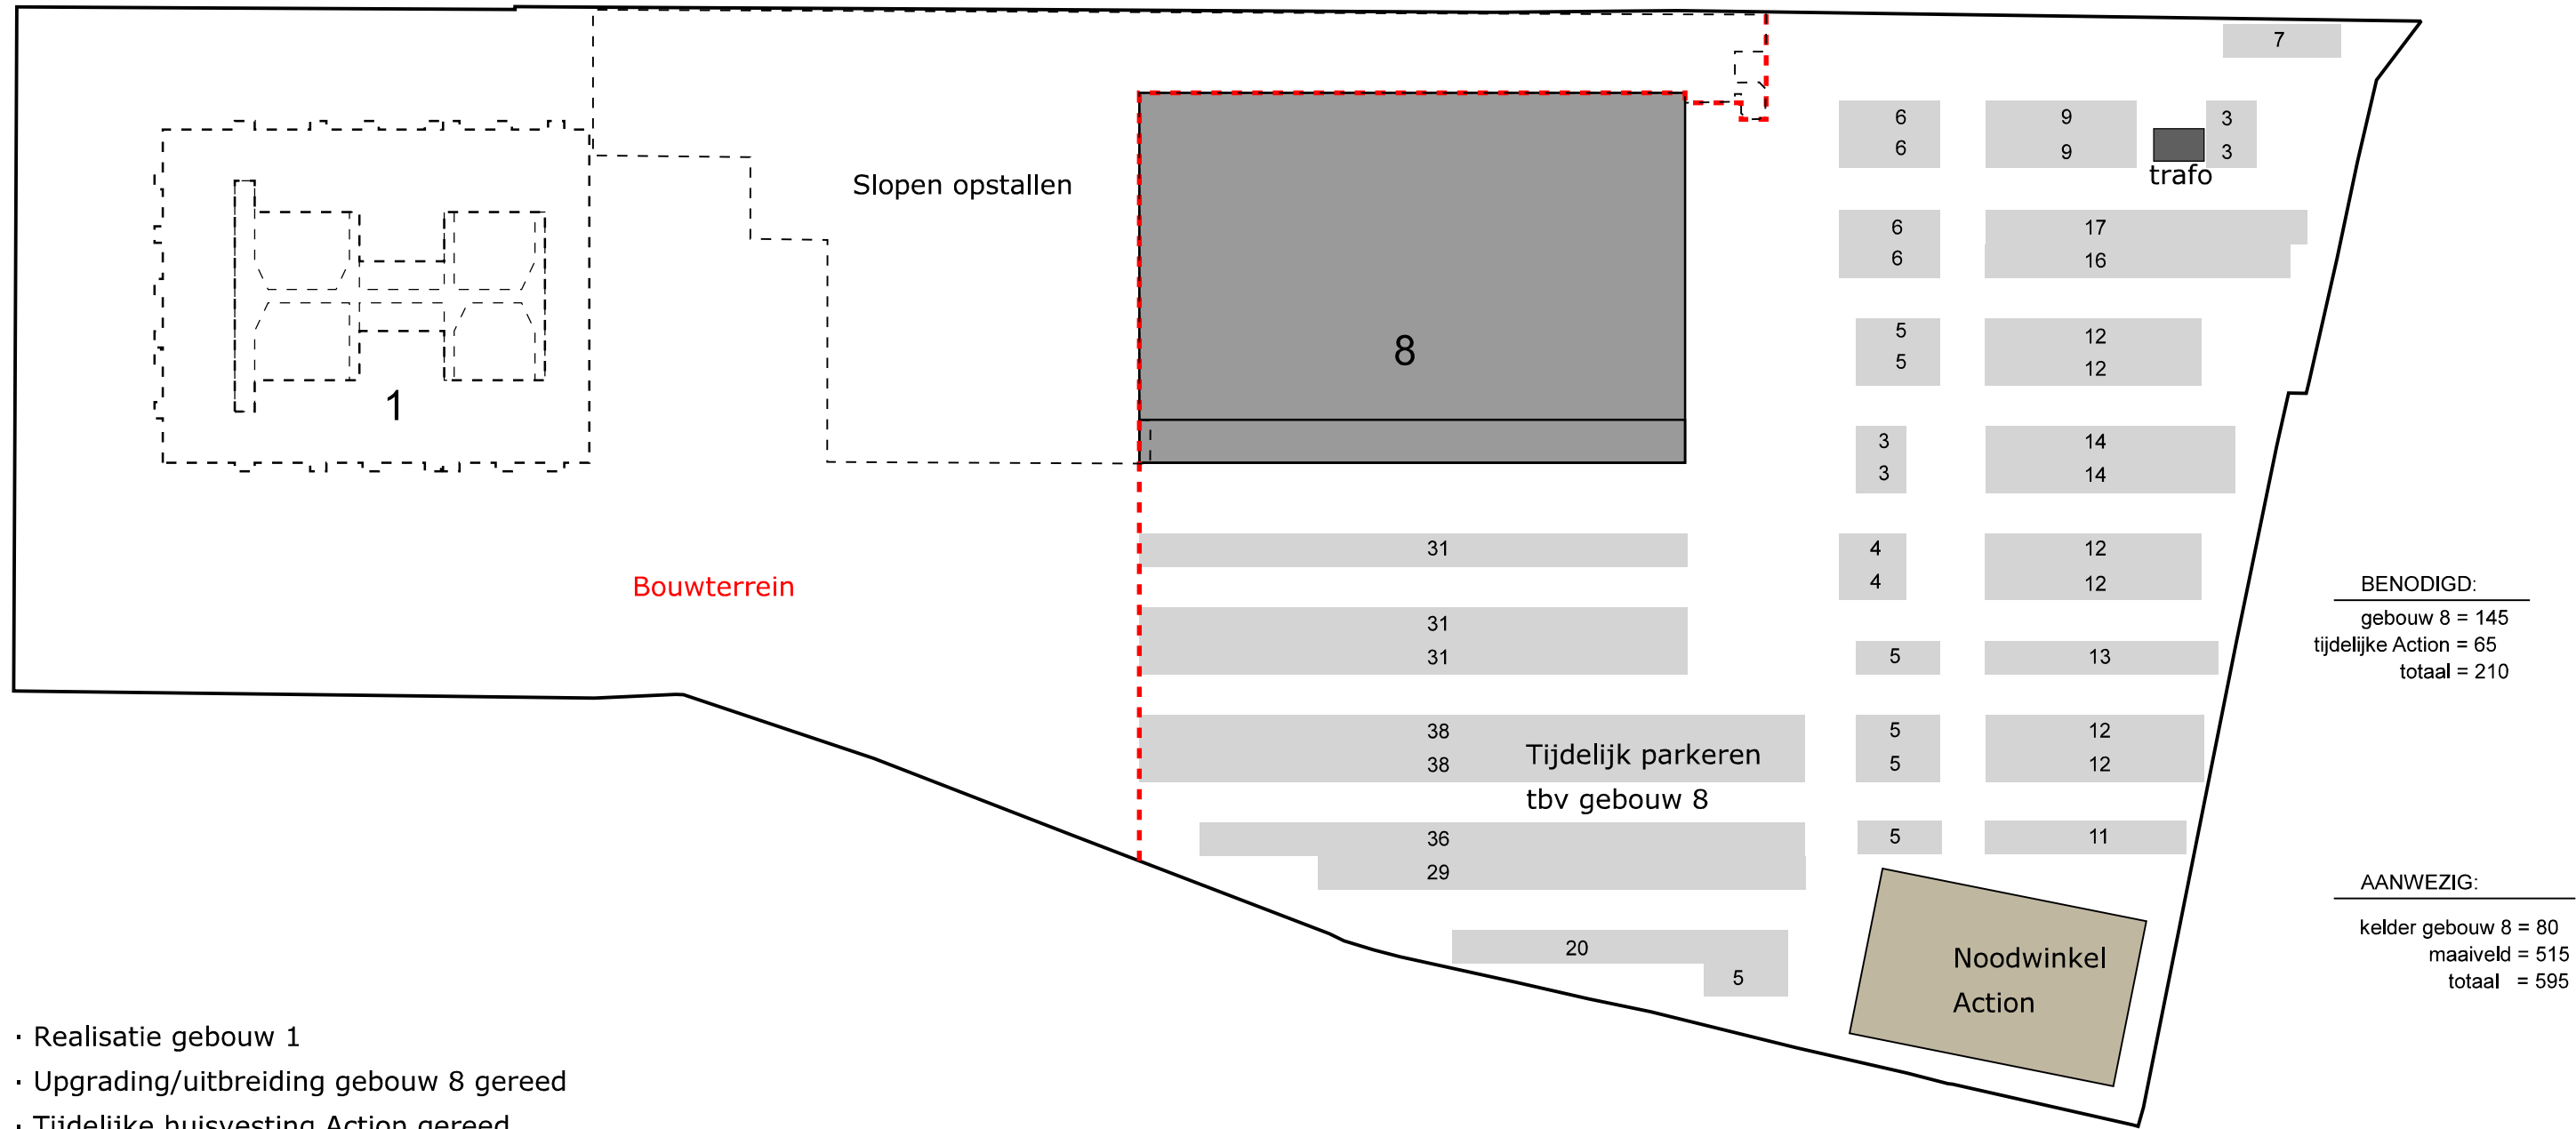 7
6 9 3
6 9 3
trafo
Slopen opstallen
6 17
6 16
5 12
5 12
8
1
3 14
3 14
31
4 12
4 12
Bouwterrein
31
31
5 13
38
38
5 12
5 12
Tijdelijk parkeren
tbv gebouw 8
36
29
5 11
20
5
Noodwinkel
Action
BENODIGD:
gebouw 8 = 145
tijdelijke Action = 65
totaal = 210
AANWEZIG:
kelder gebouw 8 = 80
maaiveld = 515
totaal = 595
· Realisatie gebouw 1
· Upgrading/uitbreiding gebouw 8 gereed
· Tijdelijke huisvesting Action gereed